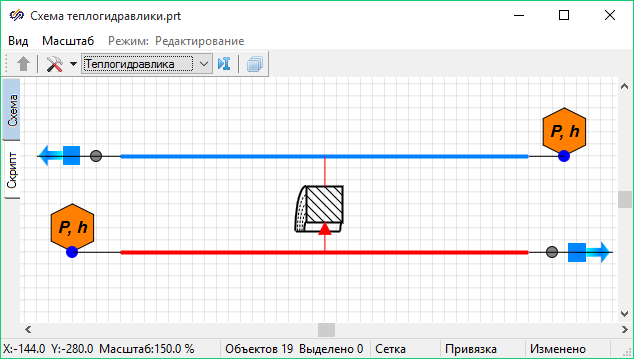 Схема теплогидравлики.prt
Вид Масштаб Режим: Редактирование
Теплогидравлика
Схема
Скрипт
P, h
P, h
X:-144.0 Y:-280.0 Масштаб:150.0 % Объектов 19 Выделено 0 Сетка Привязка Изменено